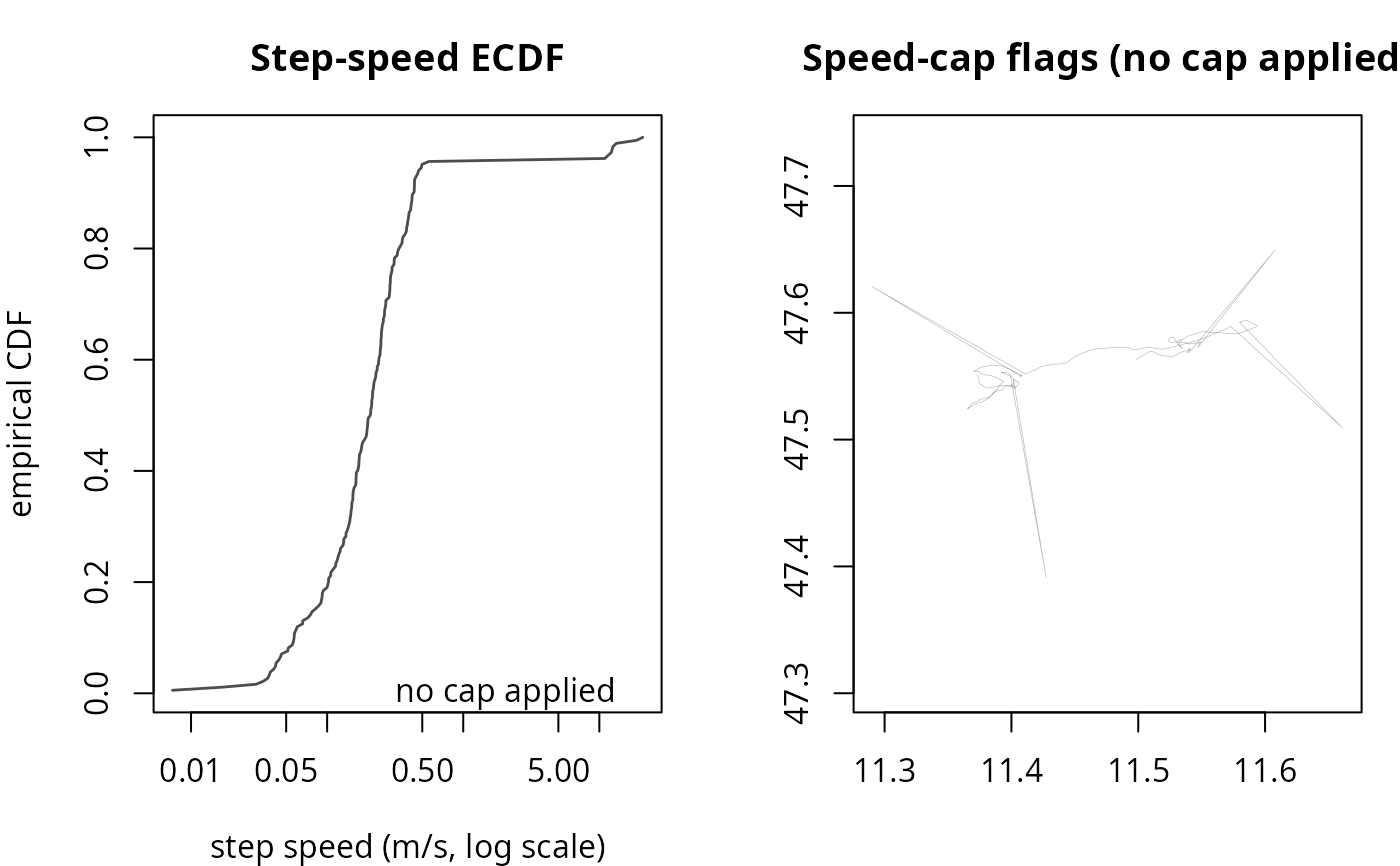 Step-speed ECDF
empirical CDF
1.0
0.8
0.6
0.4
0.2
0.0
no cap applied
0.01 0.05 0.50 5.00
step speed (m/s, log scale)
Speed-cap flags (no cap applied
47.7
47.6
47.5
47.4
47.3
11.3 11.4 11.5 11.6